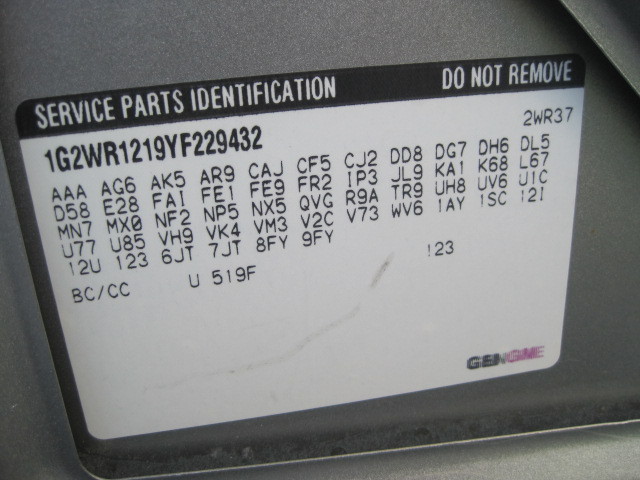 SERVICE PARTS IDENTIFICATION DO NOT REMOVE
1G2WR1219YF229432 2WR37
AAA AG6 AK5 AR9 CAJ CF5 CJ2 DD8 DG7 DH6 DL5
D58 E28 FA1 FE1 FE9 FR2 IP3 JL9 KA1 K68 L67
MN7 MX0 NF2 NP5 NX5 QVG R9A TR9 UH8 UV6 U1C
U77 U85 VH9 VK4 VM3 V2C V73 WV6 1AY 1SC 12I
12U 123 6JT 7JT 8FY 9FY
BC/CC U 519F !23